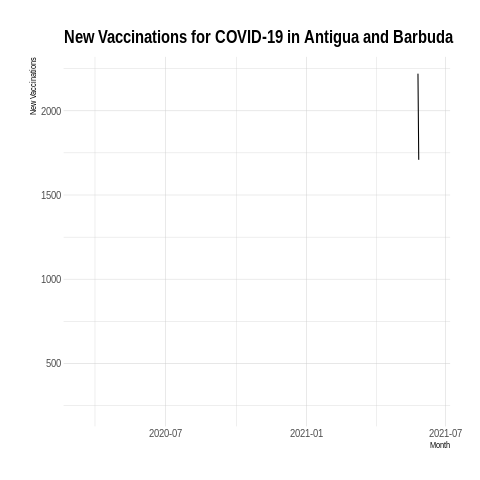 New Vaccinations for COVID-19 in Antigua and Barbuda
New Vaccinations
2000
1500
1000
500
2020-07
2021-01
2021-07
Month